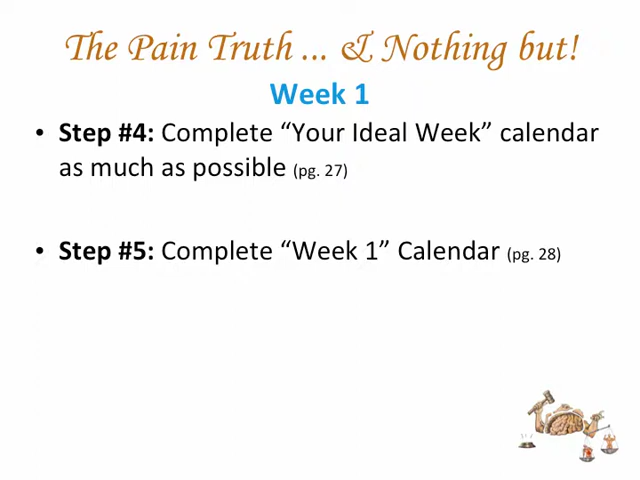 The Pain Truth ... & Nothing but!
Week 1
• Step #4: Complete “Your Ideal Week” calendar
as much as possible (pg. 27)
• Step #5: Complete “Week 1” Calendar (pg. 28)